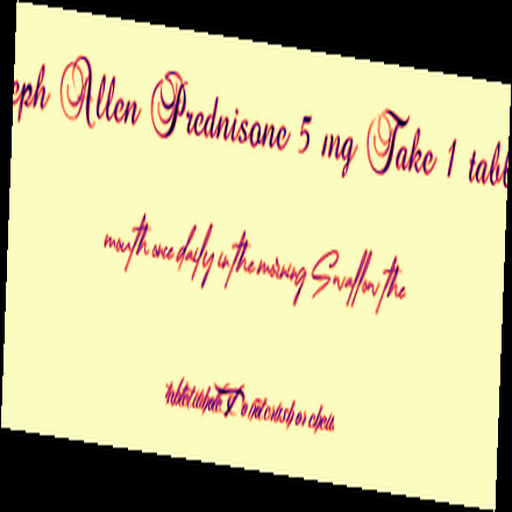 eph Allen Prednisone 5 mg Take 1 tabl
mouth once daily in the morning Swallow the
tablet whole Do not crush or chew